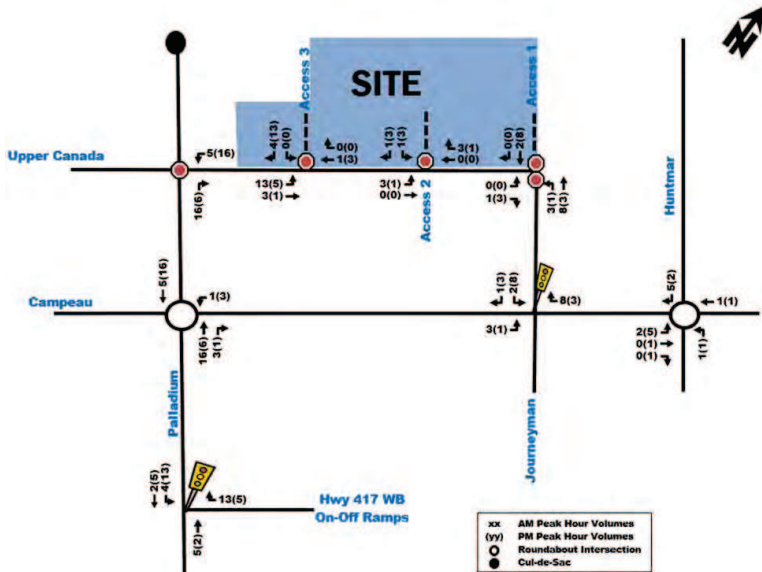 N
SITE
Access 3
Access 1
4(13)
0(0)
0(0)
1(3)
1(3)
1(3)
3(1)
0(0)
0(0)
2(8)
Upper Canada
5(16)
16(6)
13(5)
3(1)
3(1)
0(0)
Access 2
0(0)
1(3)
3(1)
8(3)
Huntmar
5(16)
1(3)
Campeau
16(6)
3(1)
1(3)
2(8)
8(3)
3(1)
5(2)
1(1)
2(5)
0(1)
0(1)
1(1)
Palladium
Journeyman
4(13)
13(5)
5(2)
Hwy 417 WB
On-Off Ramps
xx AM Peak Hour Volumes
(yy) PM Peak Hour Volumes
Roundabout Intersection
Cul-de-Sac